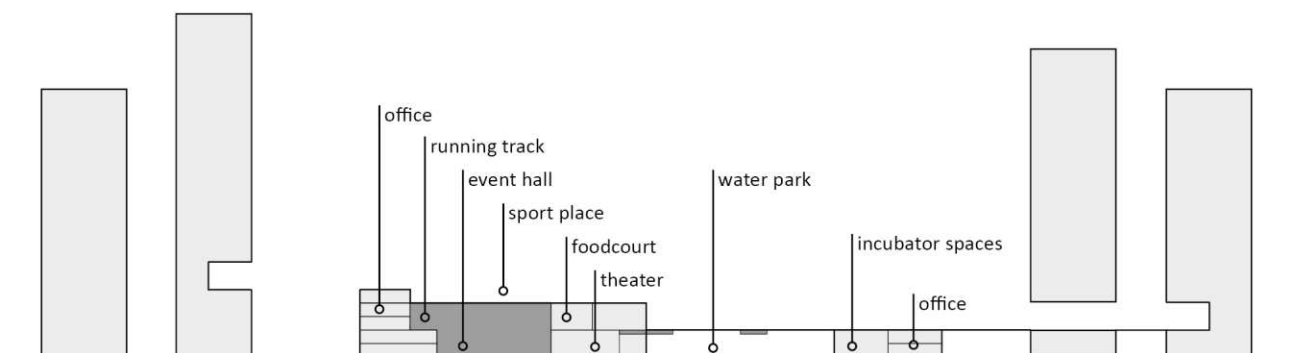 office
running track
event hall
water park
sport place
foodcourt
incubator spaces
theater
office